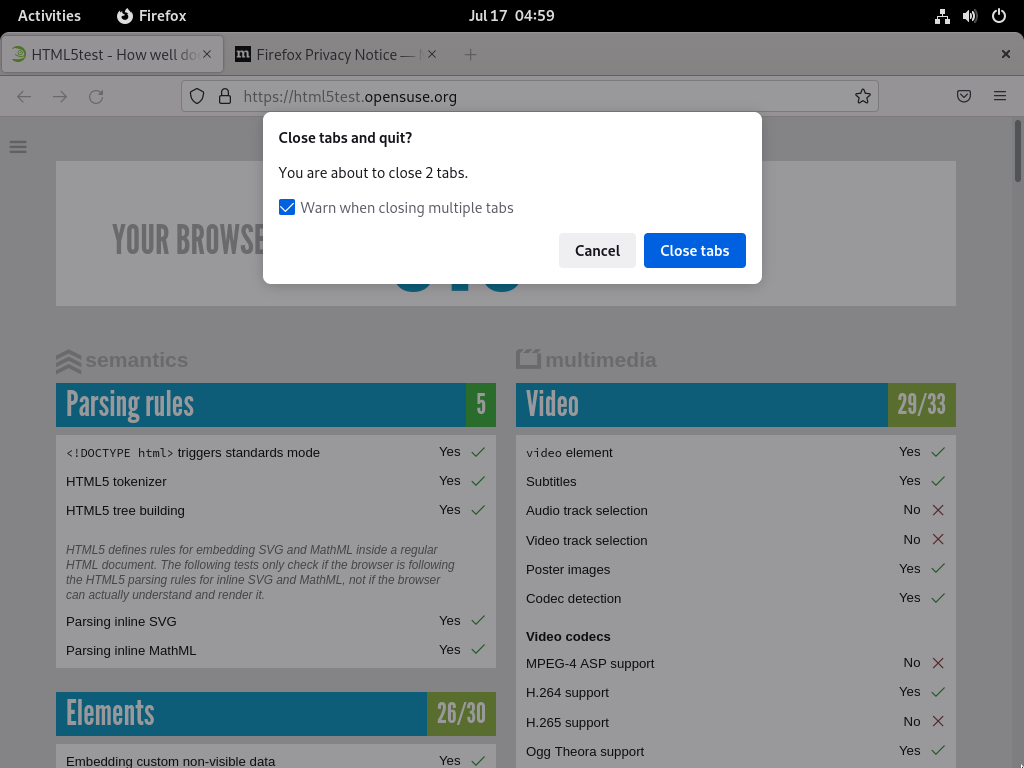 Activities Firefox Jul 17 04:59
HTML5test - How well do Firefox Privacy Notice —
https://html5test.opensuse.org
Close tabs and quit?
You are about to close 2 tabs.
Warn when closing multiple tabs
Cancel Close tabs
YOUR BROWSE
semantics
Parsing rules 5
<!DOCTYPE html> triggers standards mode Yes
HTML5 tokenizer Yes
HTML5 tree building Yes
HTML5 defines rules for embedding SVG and MathML inside a regular
HTML document. The following tests only check if the browser is following
the HTML5 parsing rules for inline SVG and MathML, not if the browser
can actually understand and render it.
Parsing inline SVG Yes
Parsing inline MathML Yes
Elements 26/30
Embedding custom non-visible data Yes
multimedia
Video 29/33
video element Yes
Subtitles Yes
Audio track selection No
Video track selection No
Poster images Yes
Codec detection Yes
Video codecs
MPEG-4 ASP support No
H.264 support Yes
H.265 support No
Ogg Theora support Yes